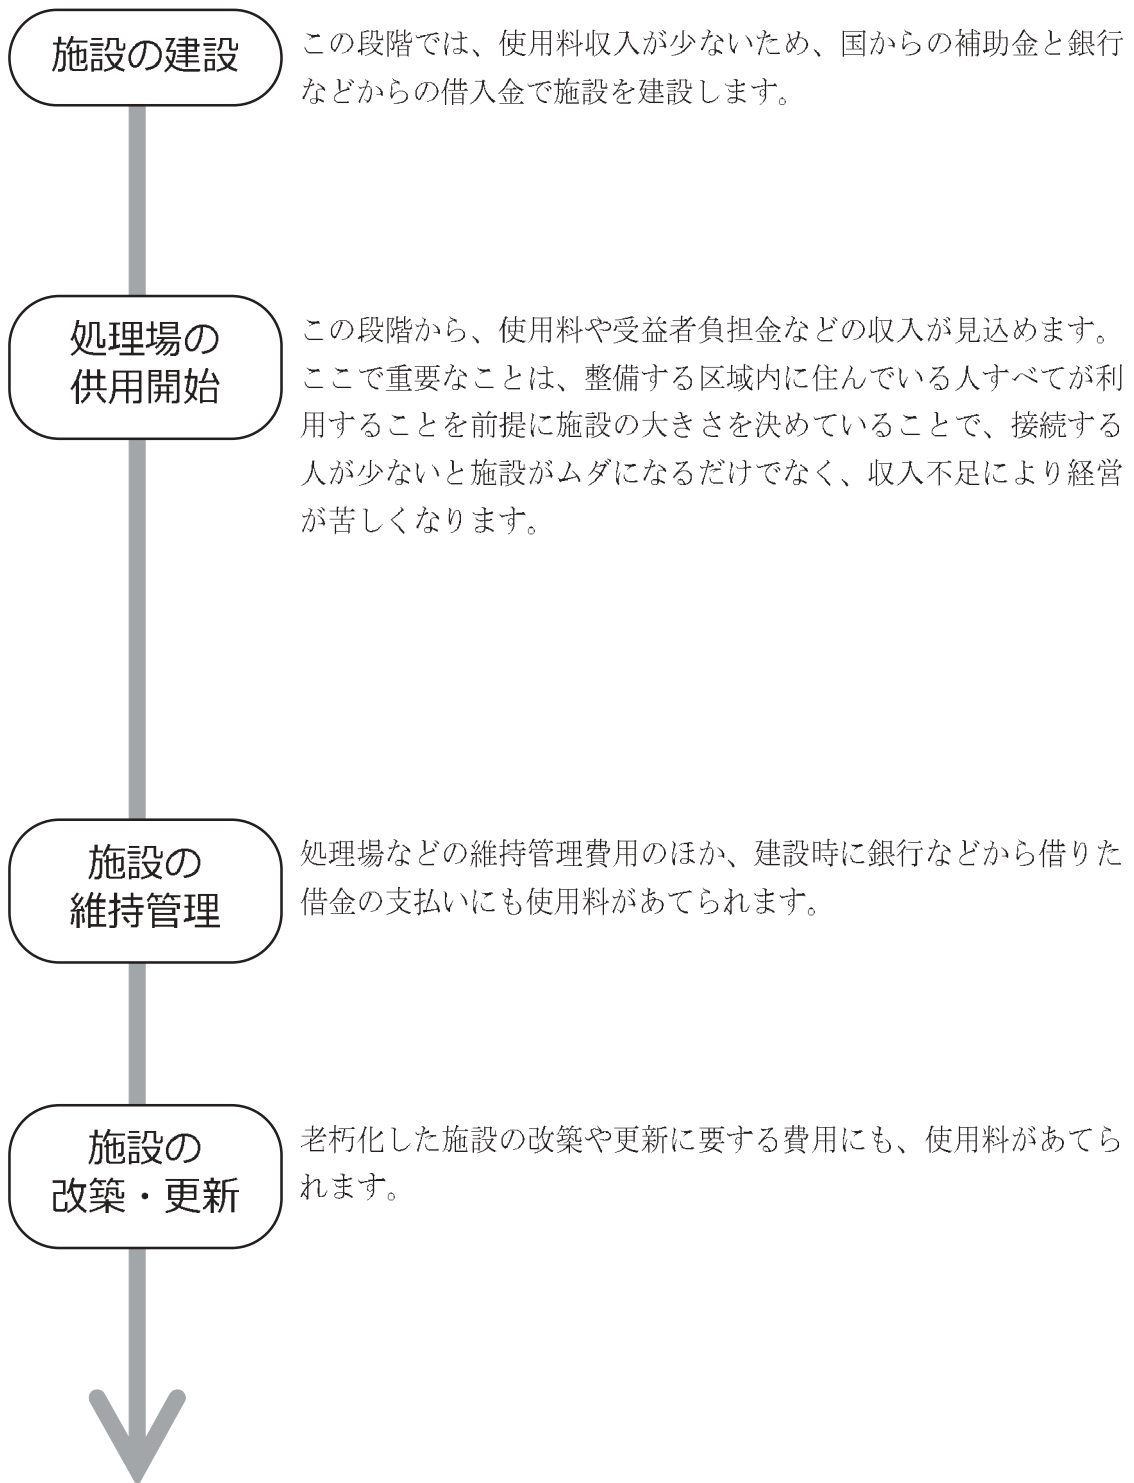 施設の建設
この段階では、使用料収入が少ないため、国からの補助金と銀行
などからの借入金で施設を建設します。
処理場の
供用開始
この段階から、使用料や受益者負担金などの収入が見込めます。
ここで重要なことは、整備する区域内に住んでいる人すべてが利
用することを前提に施設の大きさを決めていることで、接続する
人が少ないと施設がムダになるだけでなく、収入不足により経営
が苦しくなります。
施設の
維持管理
処理場などの維持管理費用のほか、建設時に銀行などから借りた
借金の支払いにも使用料があてられます。
施設の
改築・更新
老朽化した施設の改築や更新に要する費用にも、使用料があてら
れます。